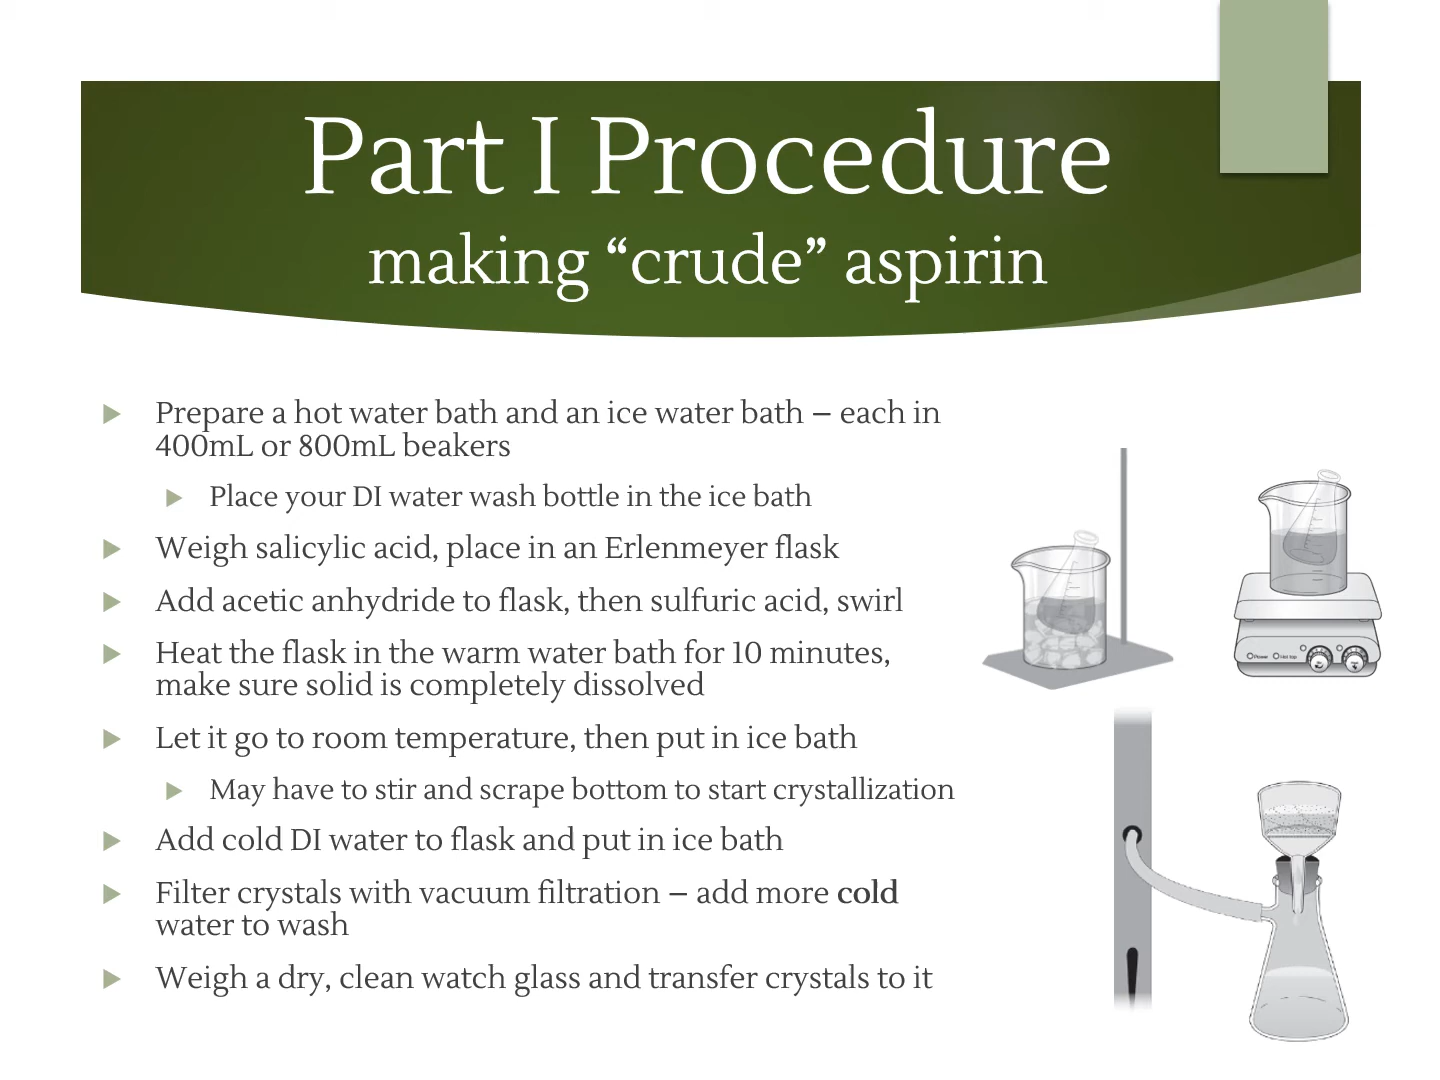 Part I Procedure
making “crude” aspirin
Prepare a hot water bath and an ice water bath – each in
400mL or 800mL beakers
Place your DI water wash bottle in the ice bath
Weigh salicylic acid, place in an Erlenmeyer flask
Add acetic anhydride to flask, then sulfuric acid, swirl
Heat the flask in the warm water bath for 10 minutes,
make sure solid is completely dissolved
Let it go to room temperature, then put in ice bath
May have to stir and scrape bottom to start crystallization
Add cold DI water to flask and put in ice bath
Filter crystals with vacuum filtration – add more cold
water to wash
Weigh a dry, clean watch glass and transfer crystals to it
Power Hot top